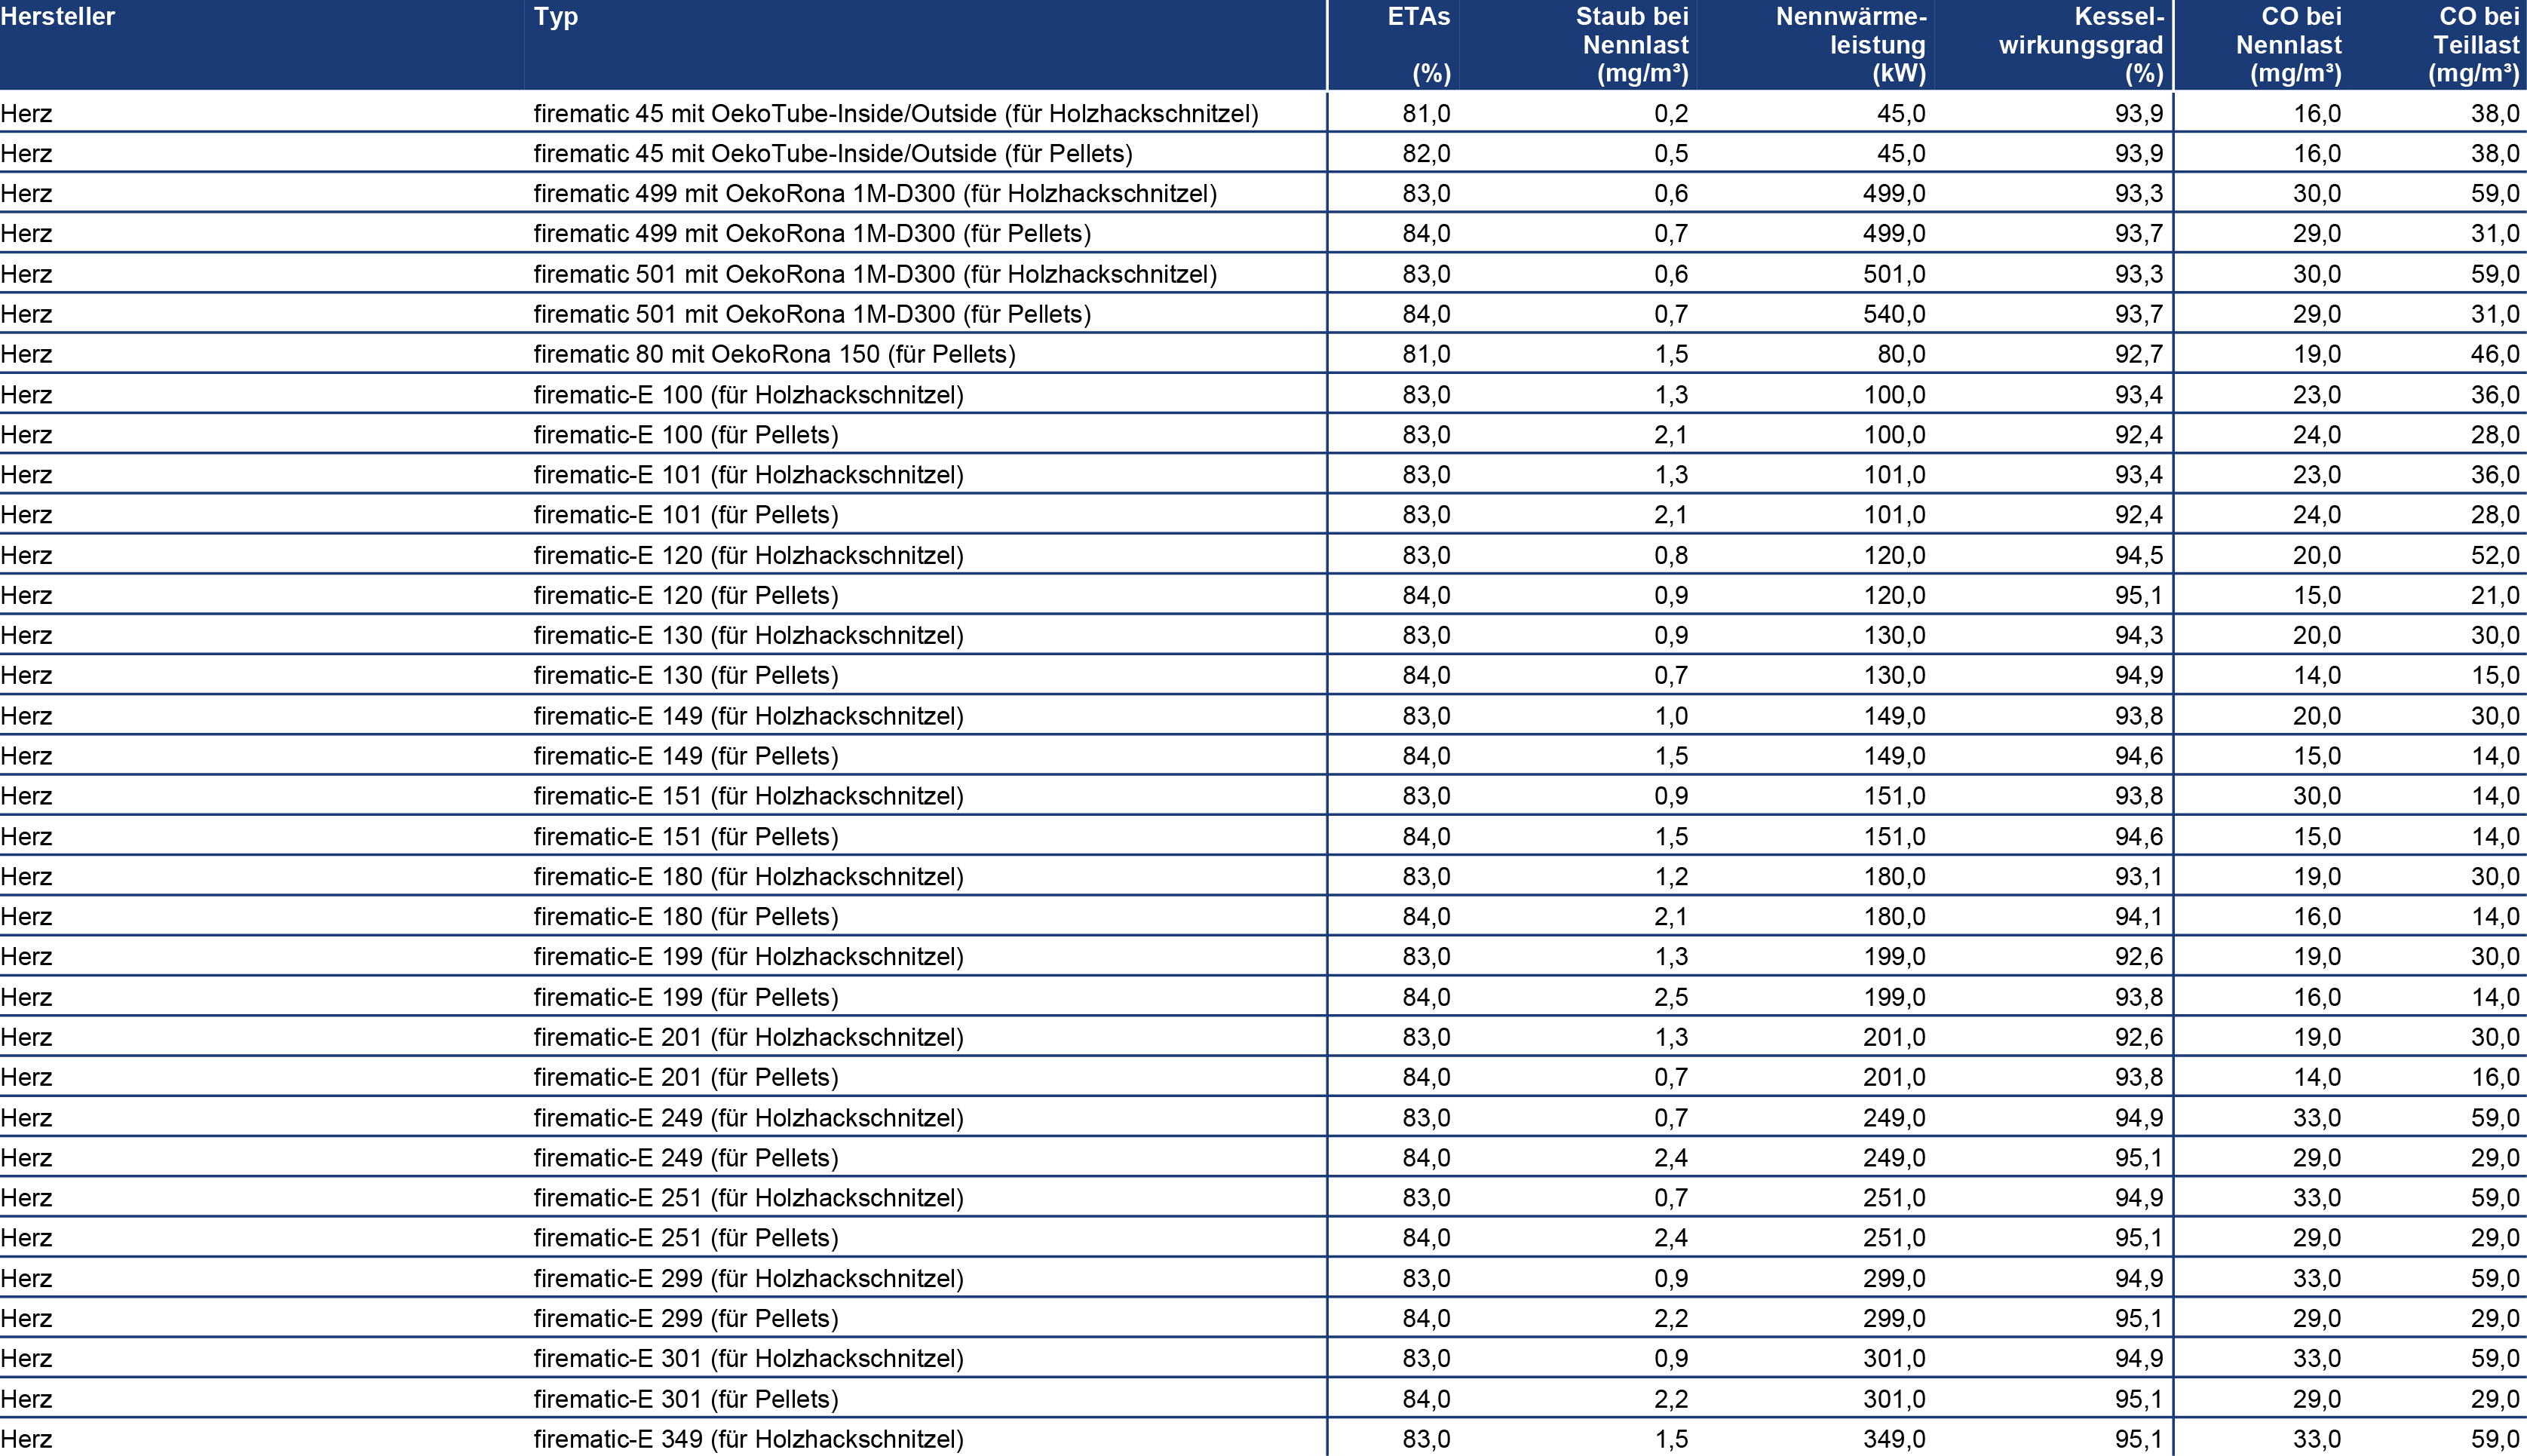 Hersteller Typ ETAs (%) Staub bei Nennlast (mg/m³) Nennwärme-leistung (kW) Kessel-wirkungsgrad (%) CO bei Nennlast (mg/m³) CO bei Teillast (mg/m³)
Herz firematic 45 mit OekoTube-Inside/Outside (für Holzhackschnitzel) 81,0 0,2 45,0 93,9 16,0 38,0
Herz firematic 45 mit OekoTube-Inside/Outside (für Pellets) 82,0 0,5 45,0 93,9 16,0 38,0
Herz firematic 499 mit OekoRona 1M-D300 (für Holzhackschnitzel) 83,0 0,6 499,0 93,3 30,0 59,0
Herz firematic 499 mit OekoRona 1M-D300 (für Pellets) 84,0 0,7 499,0 93,7 29,0 31,0
Herz firematic 501 mit OekoRona 1M-D300 (für Holzhackschnitzel) 83,0 0,6 501,0 93,3 30,0 59,0
Herz firematic 501 mit OekoRona 1M-D300 (für Pellets) 84,0 0,7 540,0 93,7 29,0 31,0
Herz firematic 80 mit OekoRona 150 (für Pellets) 81,0 1,5 80,0 92,7 19,0 46,0
Herz firematic-E 100 (für Holzhackschnitzel) 83,0 1,3 100,0 93,4 23,0 36,0
Herz firematic-E 100 (für Pellets) 83,0 2,1 100,0 92,4 24,0 28,0
Herz firematic-E 101 (für Holzhackschnitzel) 83,0 1,3 101,0 93,4 23,0 36,0
Herz firematic-E 101 (für Pellets) 83,0 2,1 101,0 92,4 24,0 28,0
Herz firematic-E 120 (für Holzhackschnitzel) 83,0 0,8 120,0 94,5 20,0 52,0
Herz firematic-E 120 (für Pellets) 84,0 0,9 120,0 95,1 15,0 21,0
Herz firematic-E 130 (für Holzhackschnitzel) 83,0 0,9 130,0 94,3 20,0 30,0
Herz firematic-E 130 (für Pellets) 84,0 0,7 130,0 94,9 14,0 15,0
Herz firematic-E 149 (für Holzhackschnitzel) 83,0 1,0 149,0 93,8 20,0 30,0
Herz firematic-E 149 (für Pellets) 84,0 1,5 149,0 94,6 15,0 14,0
Herz firematic-E 151 (für Holzhackschnitzel) 83,0 0,9 151,0 93,8 30,0 14,0
Herz firematic-E 151 (für Pellets) 84,0 1,5 151,0 94,6 15,0 14,0
Herz firematic-E 180 (für Holzhackschnitzel) 83,0 1,2 180,0 93,1 19,0 30,0
Herz firematic-E 180 (für Pellets) 84,0 2,1 180,0 94,1 16,0 14,0
Herz firematic-E 199 (für Holzhackschnitzel) 83,0 1,3 199,0 92,6 19,0 30,0
Herz firematic-E 199 (für Pellets) 84,0 2,5 199,0 93,8 16,0 14,0
Herz firematic-E 201 (für Holzhackschnitzel) 83,0 1,3 201,0 92,6 19,0 30,0
Herz firematic-E 201 (für Pellets) 84,0 0,7 201,0 93,8 14,0 16,0
Herz firematic-E 249 (für Holzhackschnitzel) 83,0 0,7 249,0 94,9 33,0 59,0
Herz firematic-E 249 (für Pellets) 84,0 2,4 249,0 95,1 29,0 29,0
Herz firematic-E 251 (für Holzhackschnitzel) 83,0 0,7 251,0 94,9 33,0 59,0
Herz firematic-E 251 (für Pellets) 84,0 2,4 251,0 95,1 29,0 29,0
Herz firematic-E 299 (für Holzhackschnitzel) 83,0 0,9 299,0 94,9 33,0 59,0
Herz firematic-E 299 (für Pellets) 84,0 2,2 299,0 95,1 29,0 29,0
Herz firematic-E 301 (für Holzhackschnitzel) 83,0 0,9 301,0 94,9 33,0 59,0
Herz firematic-E 301 (für Pellets) 84,0 2,2 301,0 95,1 29,0 29,0
Herz firematic-E 349 (für Holzhackschnitzel) 83,0 1,5 349,0 95,1 33,0 59,0